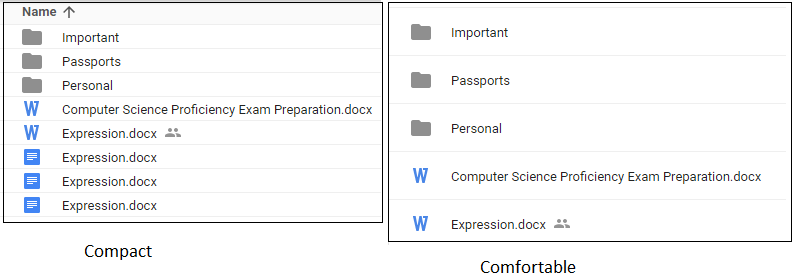 Name
Important
Passports
Personal
Computer Science Proficiency Exam Preparation.docx
Expression.docx
Expression.docx
Expression.docx
Expression.docx
Compact
Important
Passports
Personal
Computer Science Proficiency Exam Preparation.docx
Expression.docx
Comfortable